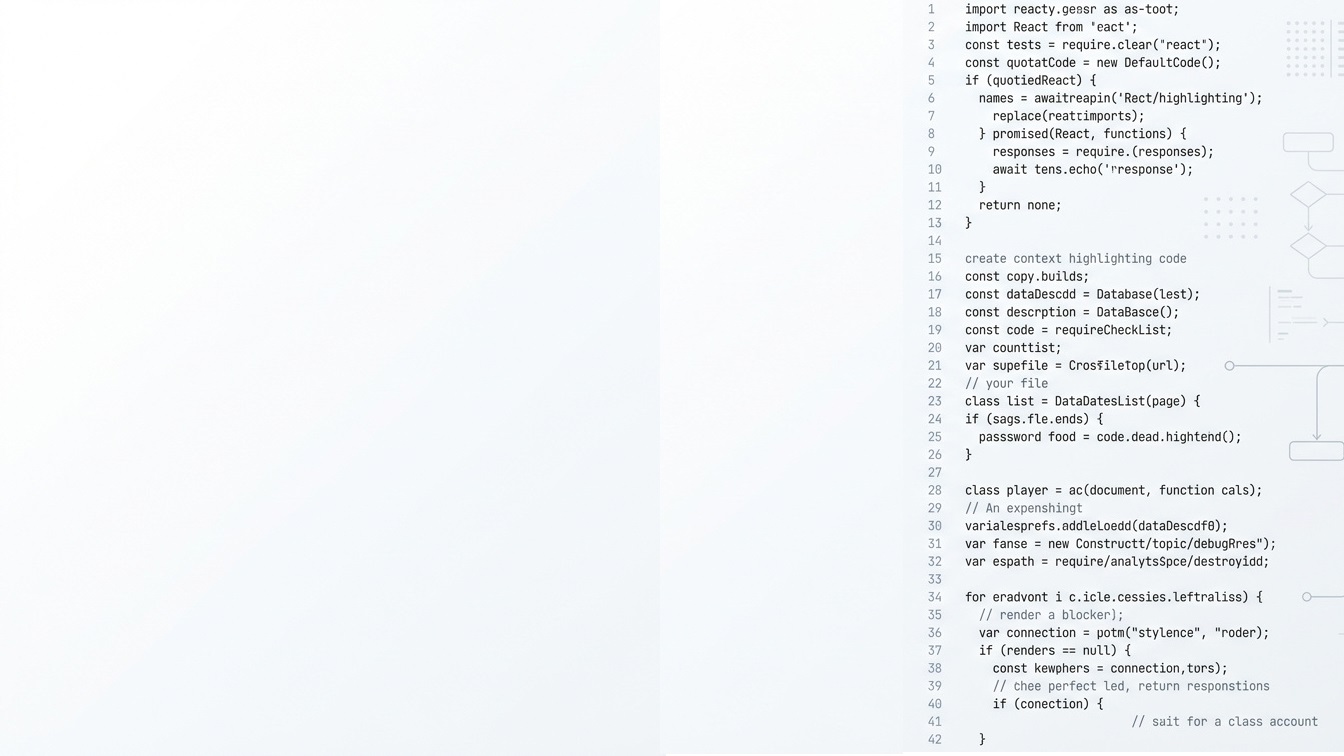 1 import reacty.geasr as as-toot;
2 import React from 'eact';
3 const tests = require.clear("react");
4 const quotatCode = new DefaultCode();
5 if (quotiedReact) {
6 names = awaitreapin('Rect/highlighting');
7 replace(reattimports);
8 } promised(React, functions) {
9 responses = require.(responses);
10 await tens.echo('rresponse');
11 }
12 return none;
13 }
14
15 create context highlighting code
16 const copy.builds;
17 const dataDescdd = Database(lest);
18 const descrption = DataBasce();
19 const code = requireCheckList;
20 var counttist;
21 var supefile = CrosfileTop(url);
22 // your file
23 class list = DataDatesList(page) {
24 if (sags.fle.ends) {
25 passsword food = code.dead.hightehd();
26 }
27
28 class player = ac(document, function cals);
29 // An expenshingt
30 varialesprefs.addleLoedd(dataDescdf0);
31 var fanse = new Constructt/topic/debugRres");
32 var espath = require/analytsSpce/destroyidd;
33
34 for eradvont i c.icle.cessies.leftraliss) {
35 // render a blocker);
36 var connection = potm("stylence", "roder);
37 if (renders == null) {
38 const kewphers = connection,tors);
39 // chee perfect led, return responstions
40 if (conection) {
41 // sait for a class account
42 }